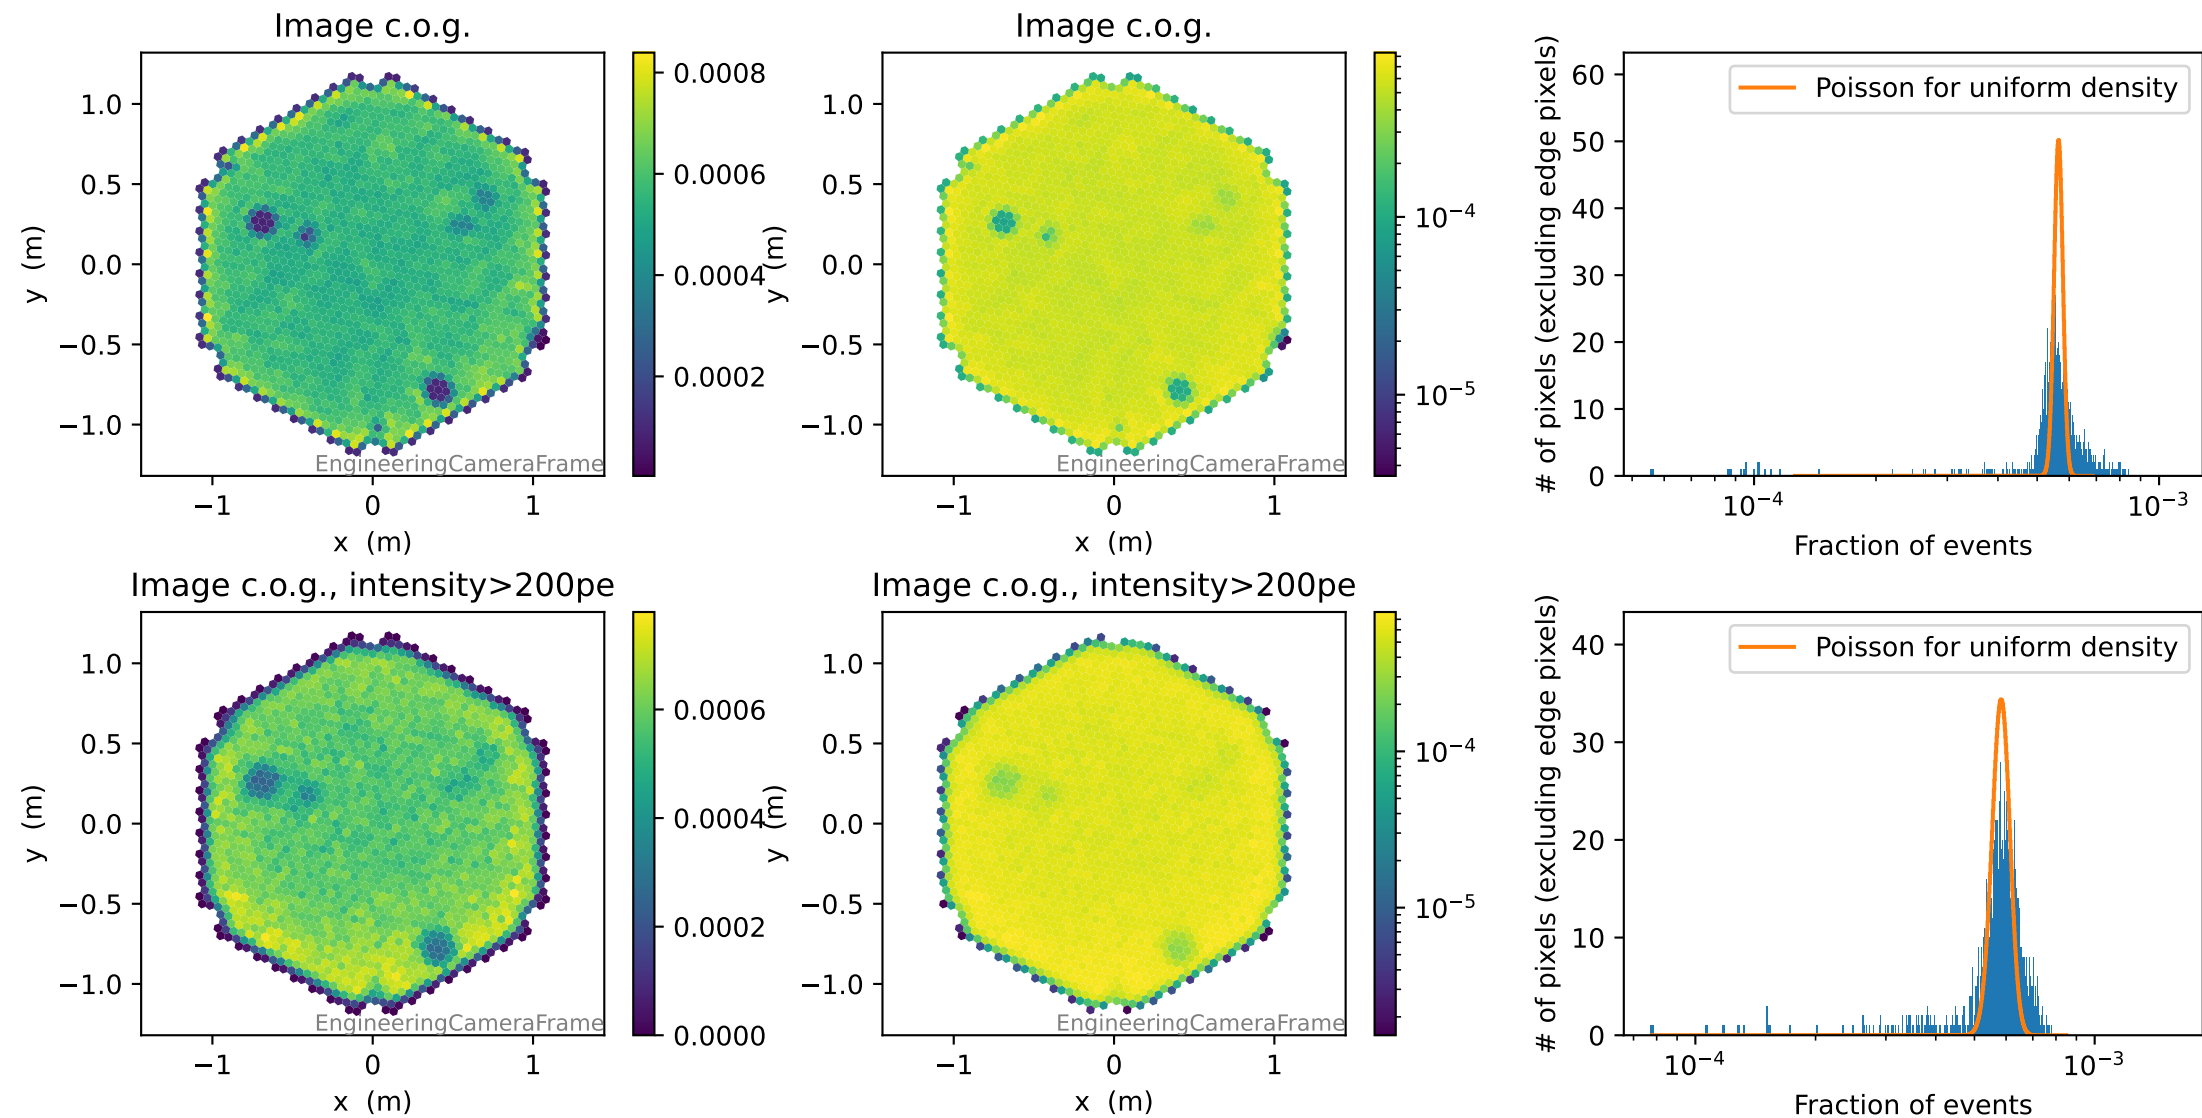 Image c.o.g.
1.0
0.5
0.0
−0.5
−1.0
y (m)
−1
0
1
x (m)
EngineeringCameraFrame
0.0008
0.0006
0.0004
0.0002
Image c.o.g.
1.0
0.5
0.0
−0.5
−1.0
y (m)
−1
0
1
x (m)
EngineeringCameraFrame
10⁻⁴
10⁻⁵
Poisson for uniform density
60
50
40
30
20
10
0
# of pixels (excluding edge pixels)
10⁻⁴
10⁻³
Fraction of events
Image c.o.g., intensity>200pe
1.0
0.5
0.0
−0.5
−1.0
y (m)
−1
0
1
x (m)
EngineeringCameraFrame
0.0006
0.0004
0.0002
0.0000
Image c.o.g., intensity>200pe
1.0
0.5
0.0
−0.5
−1.0
y (m)
−1
0
1
x (m)
EngineeringCameraFrame
10⁻⁴
10⁻⁵
Poisson for uniform density
40
30
20
10
0
# of pixels (excluding edge pixels)
10⁻⁴
10⁻³
Fraction of events